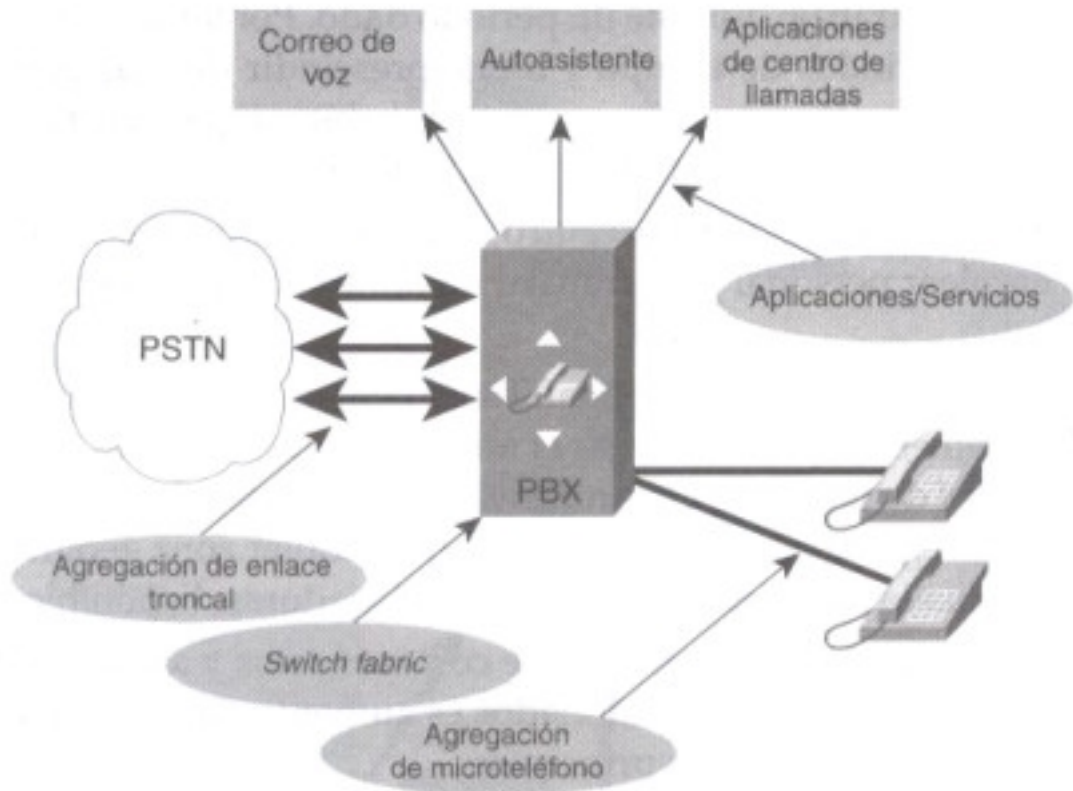 Correo de
voz
Autoasistente
Aplicaciones
de centro de
llamadas
Aplicaciones/Servicios
PSTN
PBX
Agregación de enlace
troncal
Switch fabric
Agregación
de microteléfono